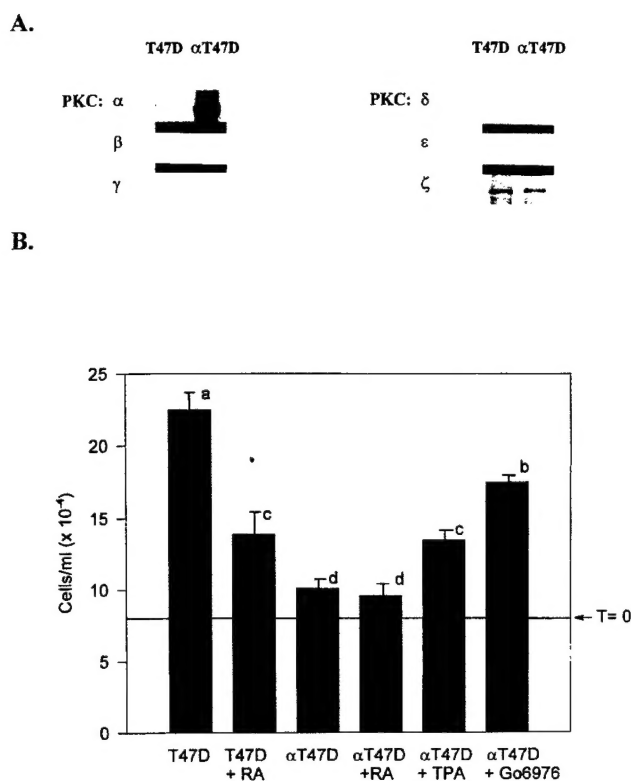 A.
T47D αT47D
PKC: α
β
γ
T47D αT47D
PKC: δ
ε
ζ
B.
25
20
15
10
5
0
Cells/ml (x 10⁻⁴)
a
c
d
d
c
b
T= 0
T47D
T47D + RA
αT47D
αT47D +RA
αT47D + TPA
αT47D + Go6976